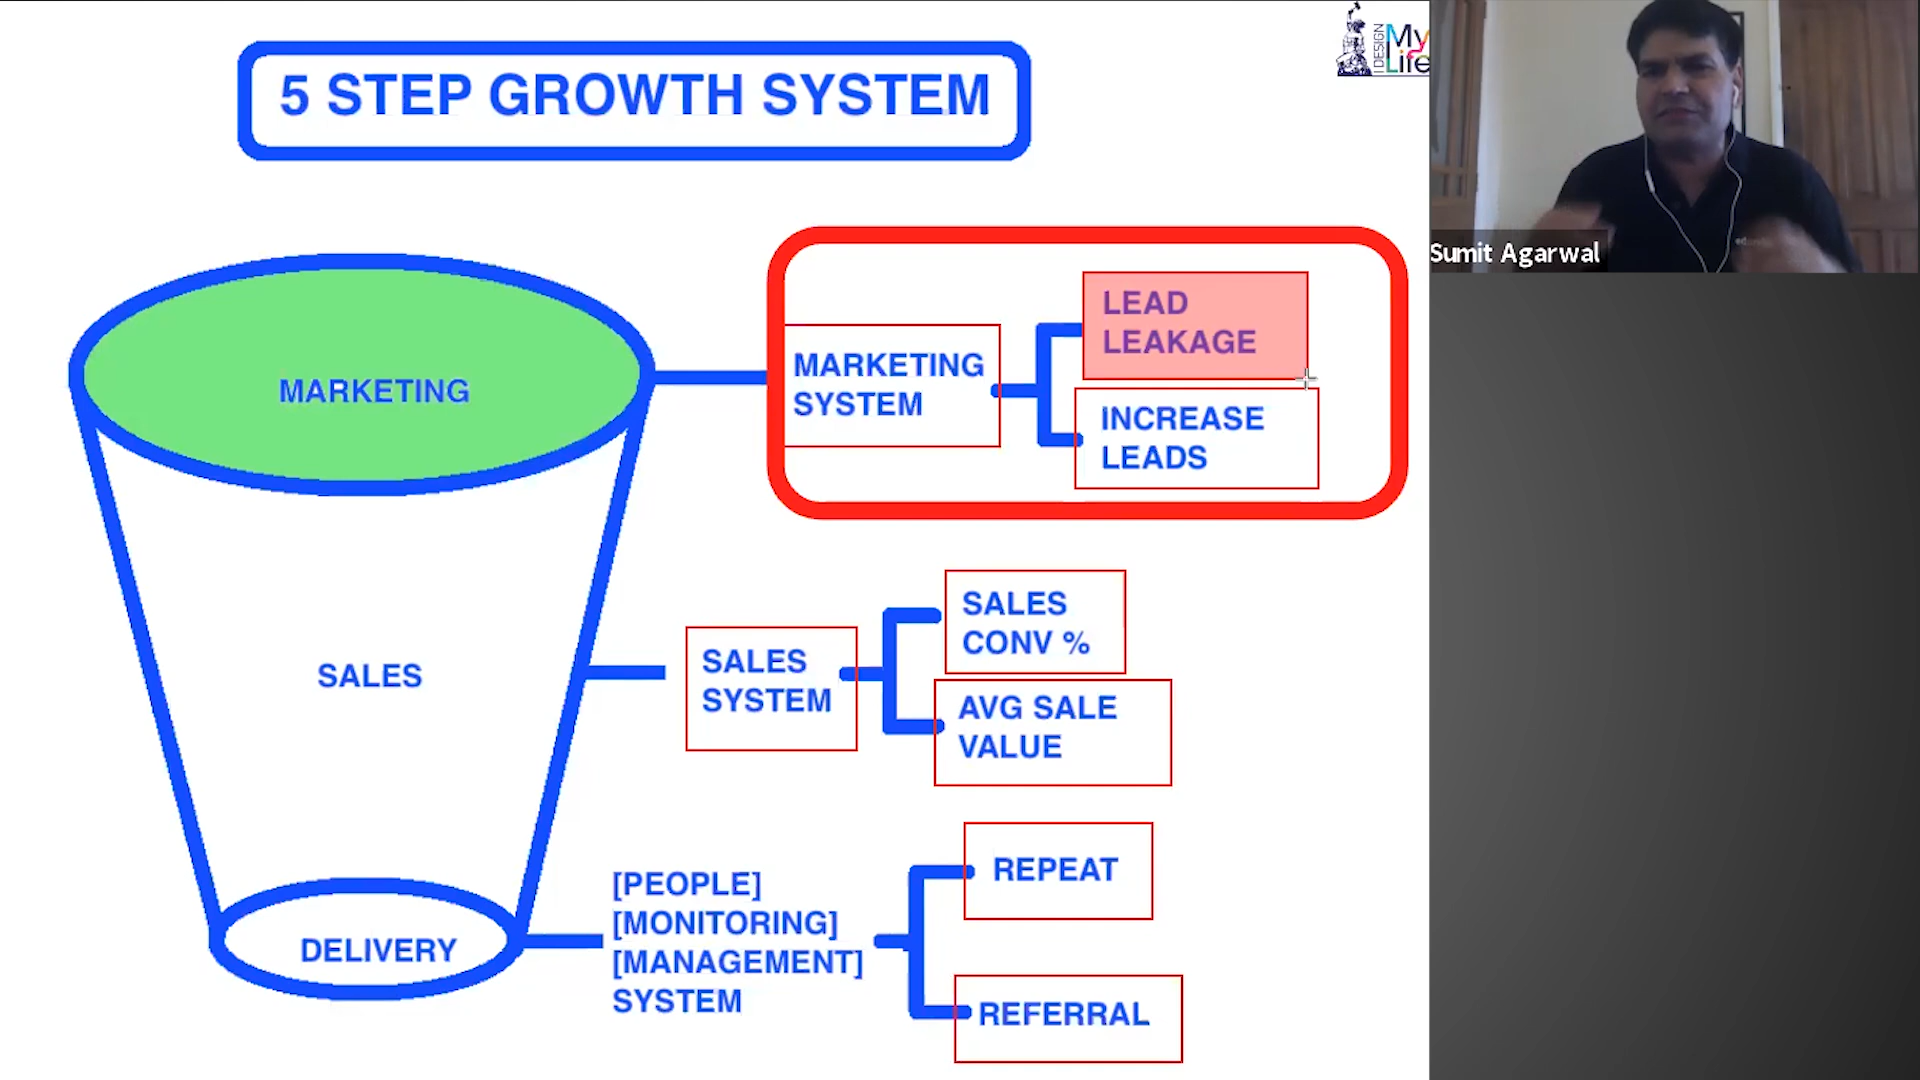 5 STEP GROWTH SYSTEM
I DESIGN
My
Life
Sumit Agarwal
MARKETING
MARKETING
SYSTEM
LEAD
LEAKAGE
INCREASE
LEADS
SALES
SALES
SYSTEM
SALES
CONV %
AVG SALE
VALUE
DELIVERY
[PEOPLE]
[MONITORING]
[MANAGEMENT]
SYSTEM
REPEAT
REFERRAL